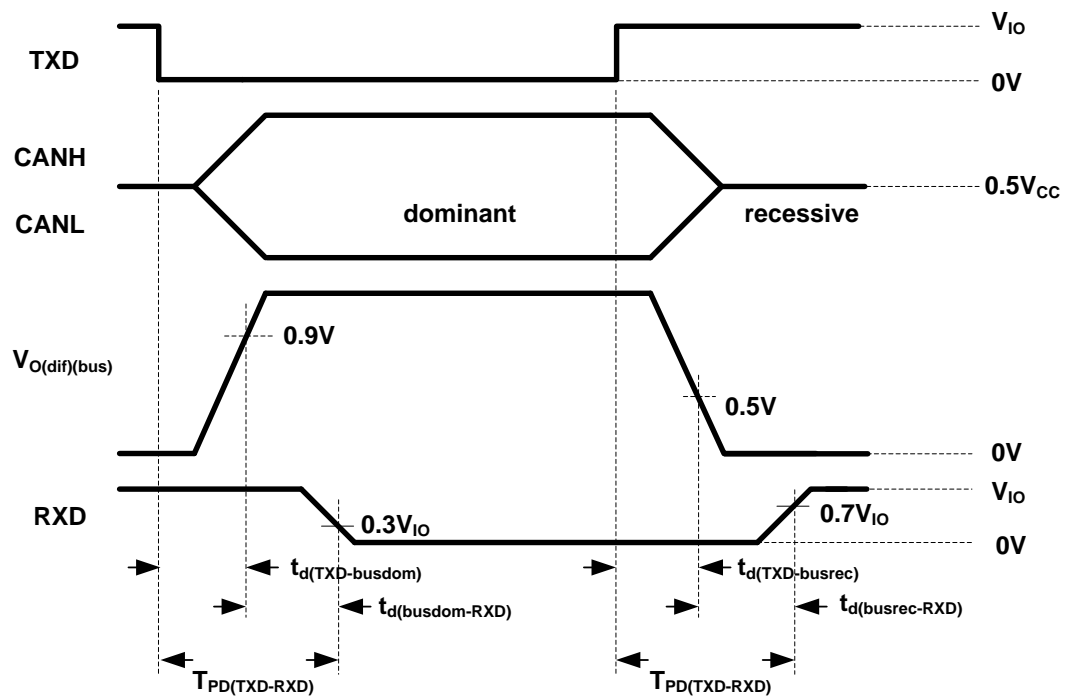 TXD
V_IO
0V
CANH
0.5V_CC
CANL
dominant
recessive
0.9V
V_O(dif)(bus)
0.5V
0V
V_IO
RXD
0.3V_IO
0.7V_IO
0V
t_d(TXD-busdom)
t_d(TXD-busrec)
t_d(busdom-RXD)
t_d(busrec-RXD)
T_PD(TXD-RXD)
T_PD(TXD-RXD)